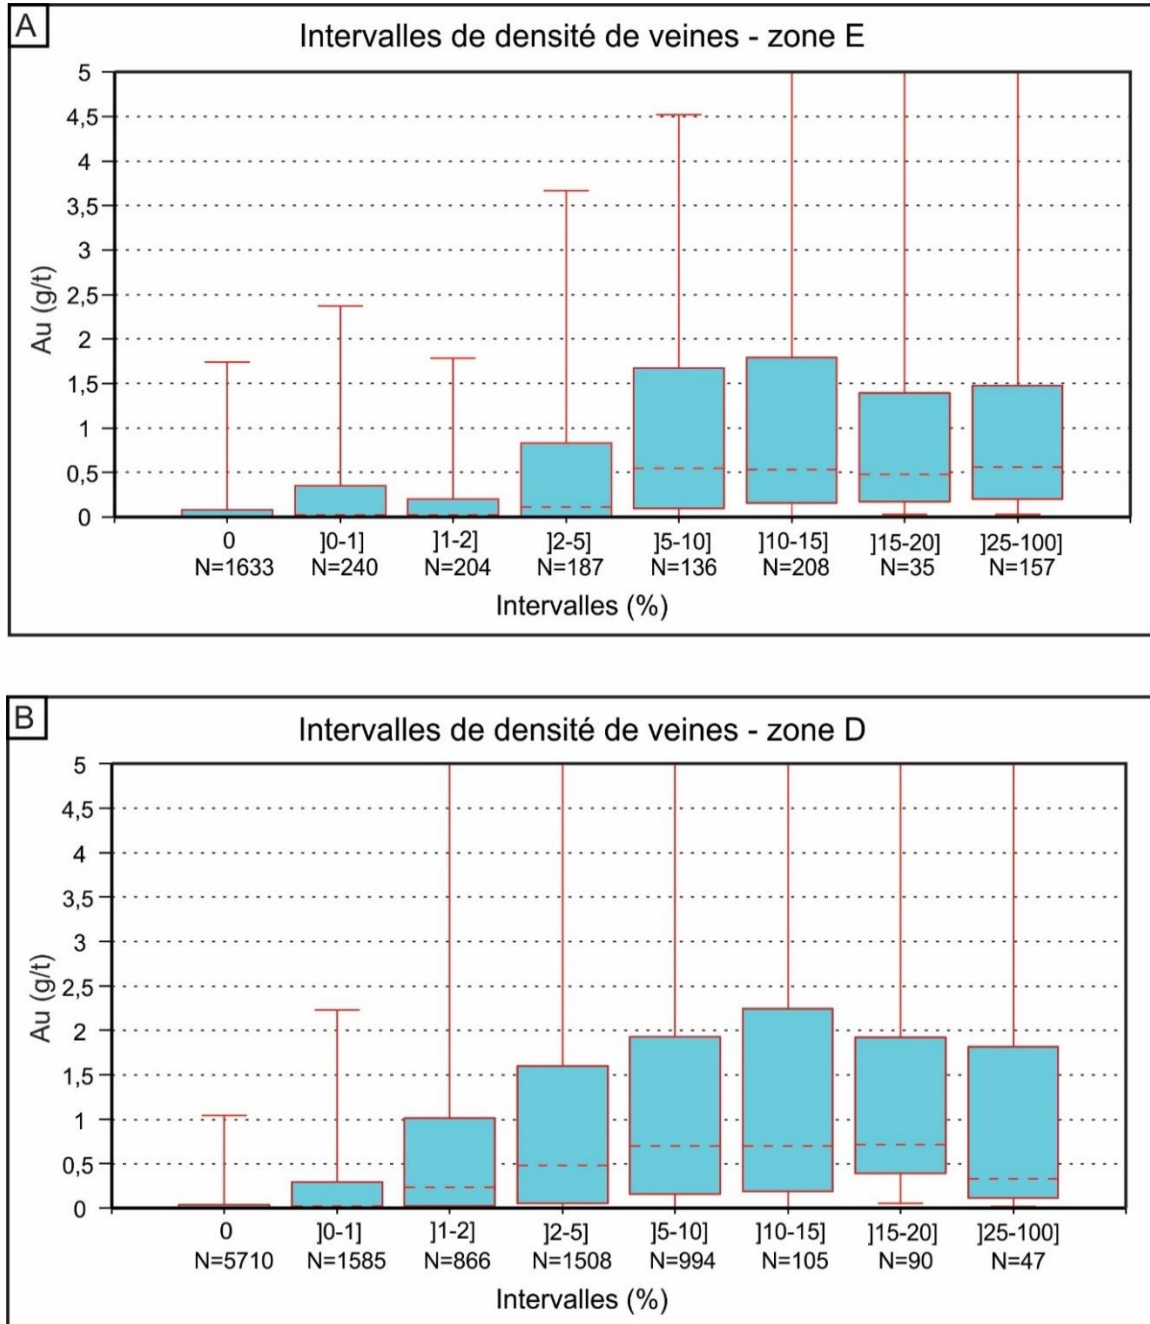 A
Intervalles de densité de veines - zone E
5
4,5
4
3,5
3
2,5
2
1,5
1
0,5
0
Au (g/t)
0 ]0-1] ]1-2] ]2-5] ]5-10] ]10-15] ]15-20] ]25-100]
N=1633 N=240 N=204 N=187 N=136 N=208 N=35 N=157
Intervalles (%)
B
Intervalles de densité de veines - zone D
5
4,5
4
3,5
3
2,5
2
1,5
1
0,5
0
Au (g/t)
0 ]0-1] ]1-2] ]2-5] ]5-10] ]10-15] ]15-20] ]25-100]
N=5710 N=1585 N=866 N=1508 N=994 N=105 N=90 N=47
Intervalles (%)